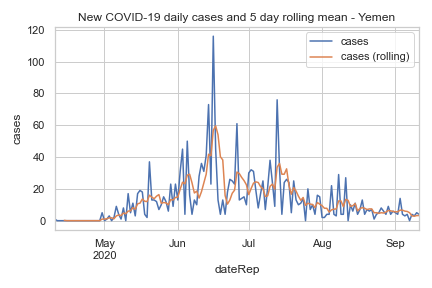 New COVID-19 daily cases and 5 day rolling mean - Yemen
cases
cases (rolling)
120
100
80
60
40
20
0
cases
May
2020
Jun
Jul
Aug
Sep
dateRep